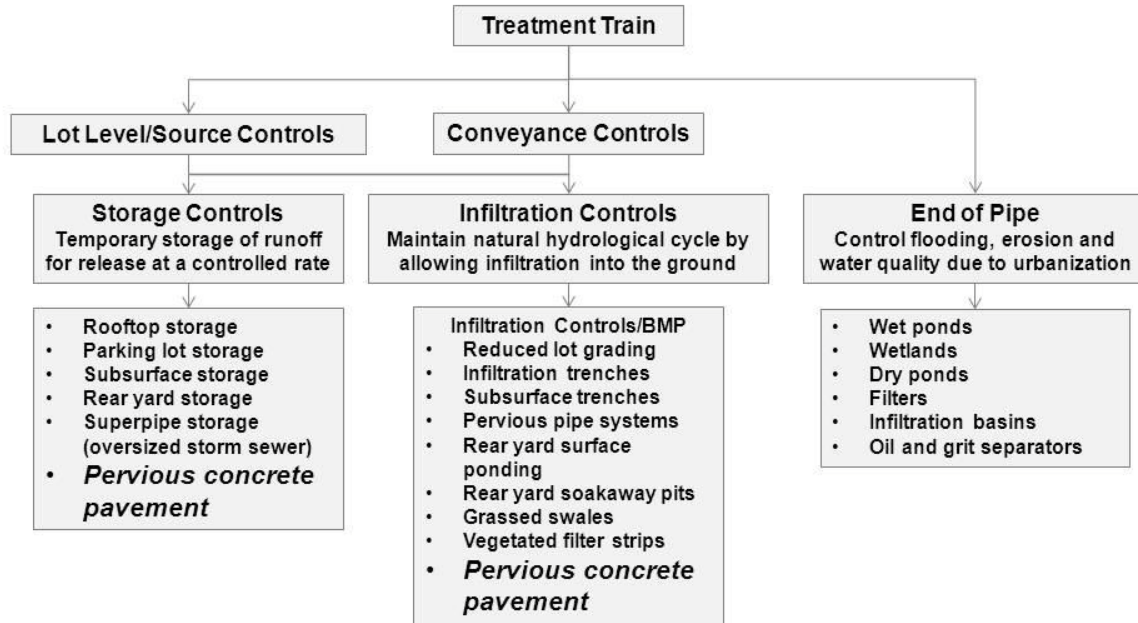 Treatment Train
Lot Level/Source Controls
Conveyance Controls
Storage Controls
Temporary storage of runoff
for release at a controlled rate
• Rooftop storage
• Parking lot storage
• Subsurface storage
• Rear yard storage
• Superpipe storage
(oversized storm sewer)
• Pervious concrete
pavement
Infiltration Controls
Maintain natural hydrological cycle by
allowing infiltration into the ground
Infiltration Controls/BMP
• Reduced lot grading
• Infiltration trenches
• Subsurface trenches
• Pervious pipe systems
• Rear yard surface
ponding
• Rear yard soakaway pits
• Grassed swales
• Vegetated filter strips
• Pervious concrete
pavement
End of Pipe
Control flooding, erosion and
water quality due to urbanization
• Wet ponds
• Wetlands
• Dry ponds
• Filters
• Infiltration basins
• Oil and grit separators